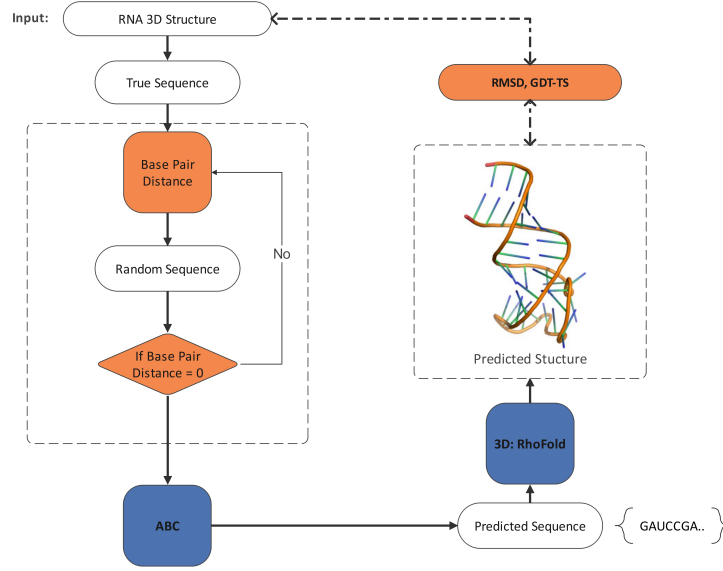 Input:
RNA 3D Structure
True Sequence
RMSD, GDT-TS
Base Pair
Distance
No
Random Sequence
If Base Pair
Distance = 0
Predicted Stucture
3D: RhoFold
ABC
Predicted Sequence
GAUCCGA..